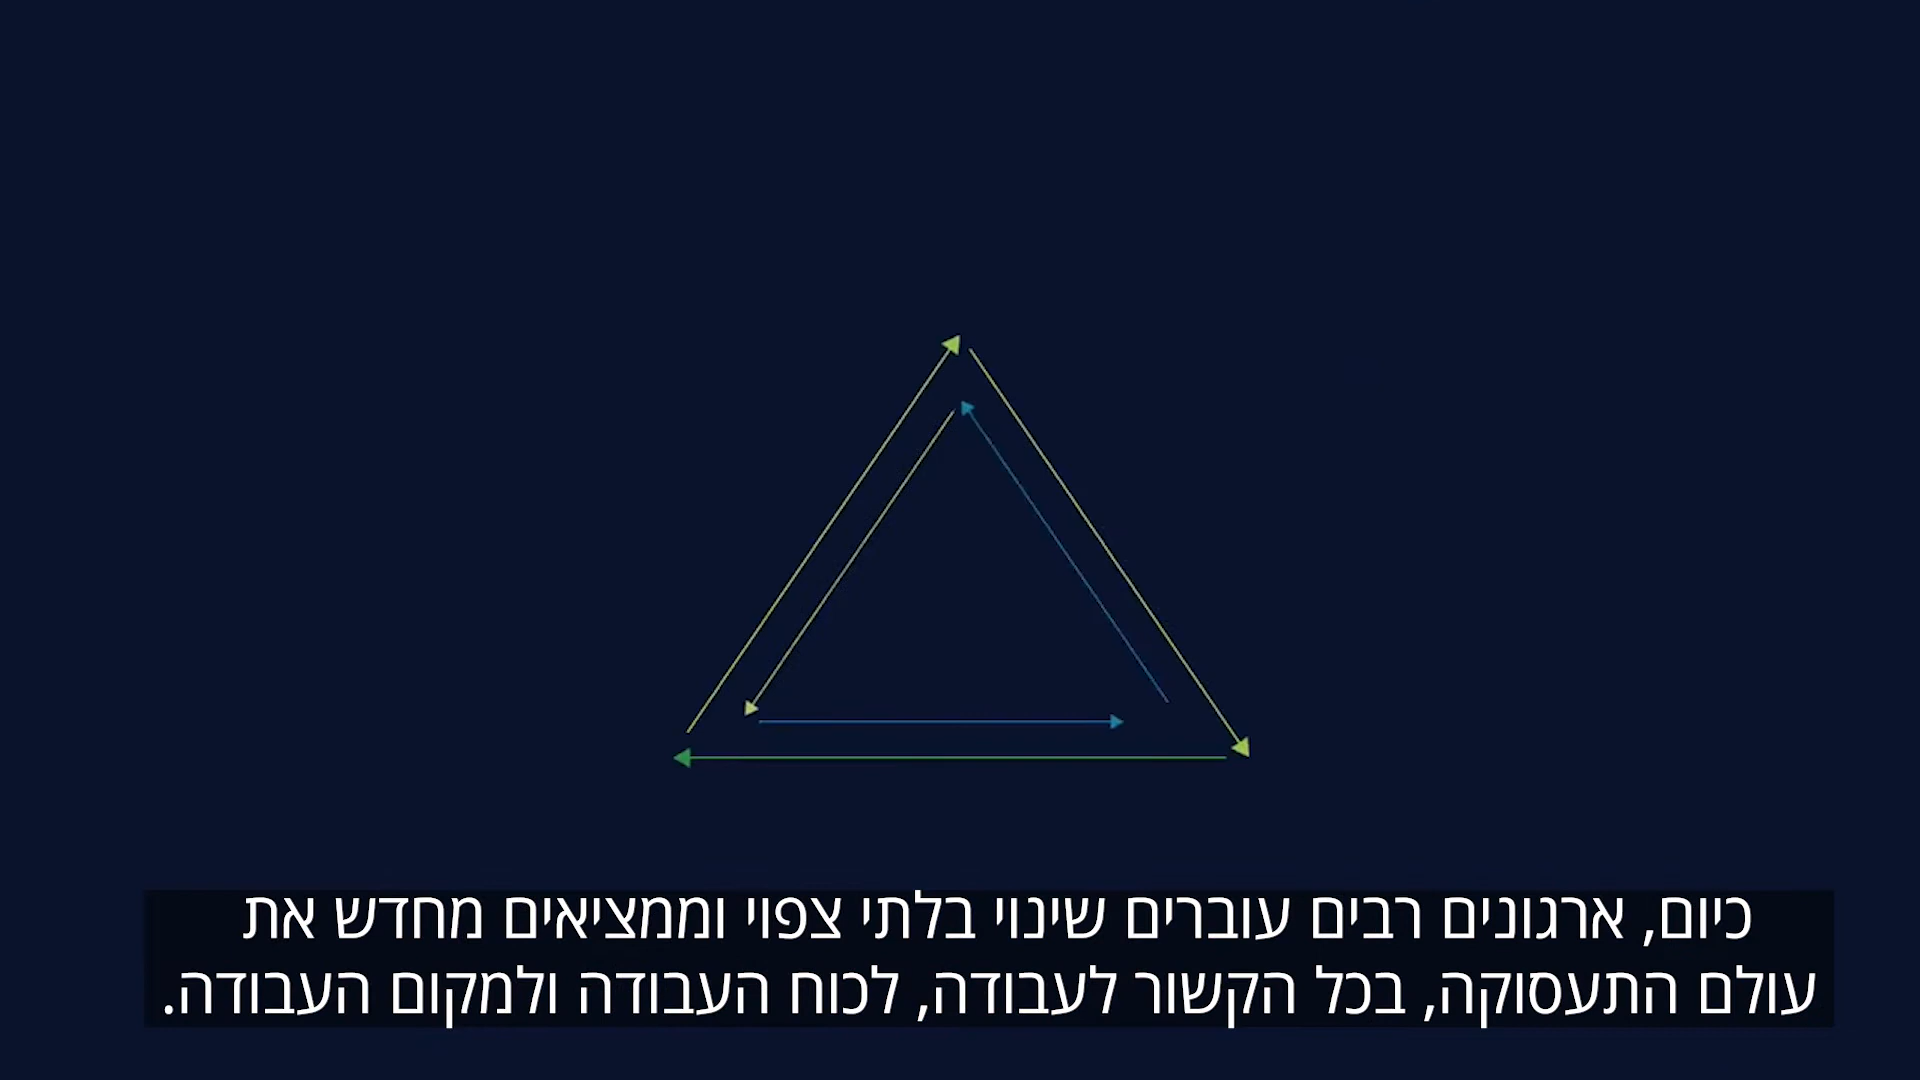 כיום, ארגונים רבים עוברים שינוי בלתי צפוי וממציאים מחדש את
עולם התעסוקה, בכל הקשור לעבודה, לכוח העבודה ולמקום העבודה.